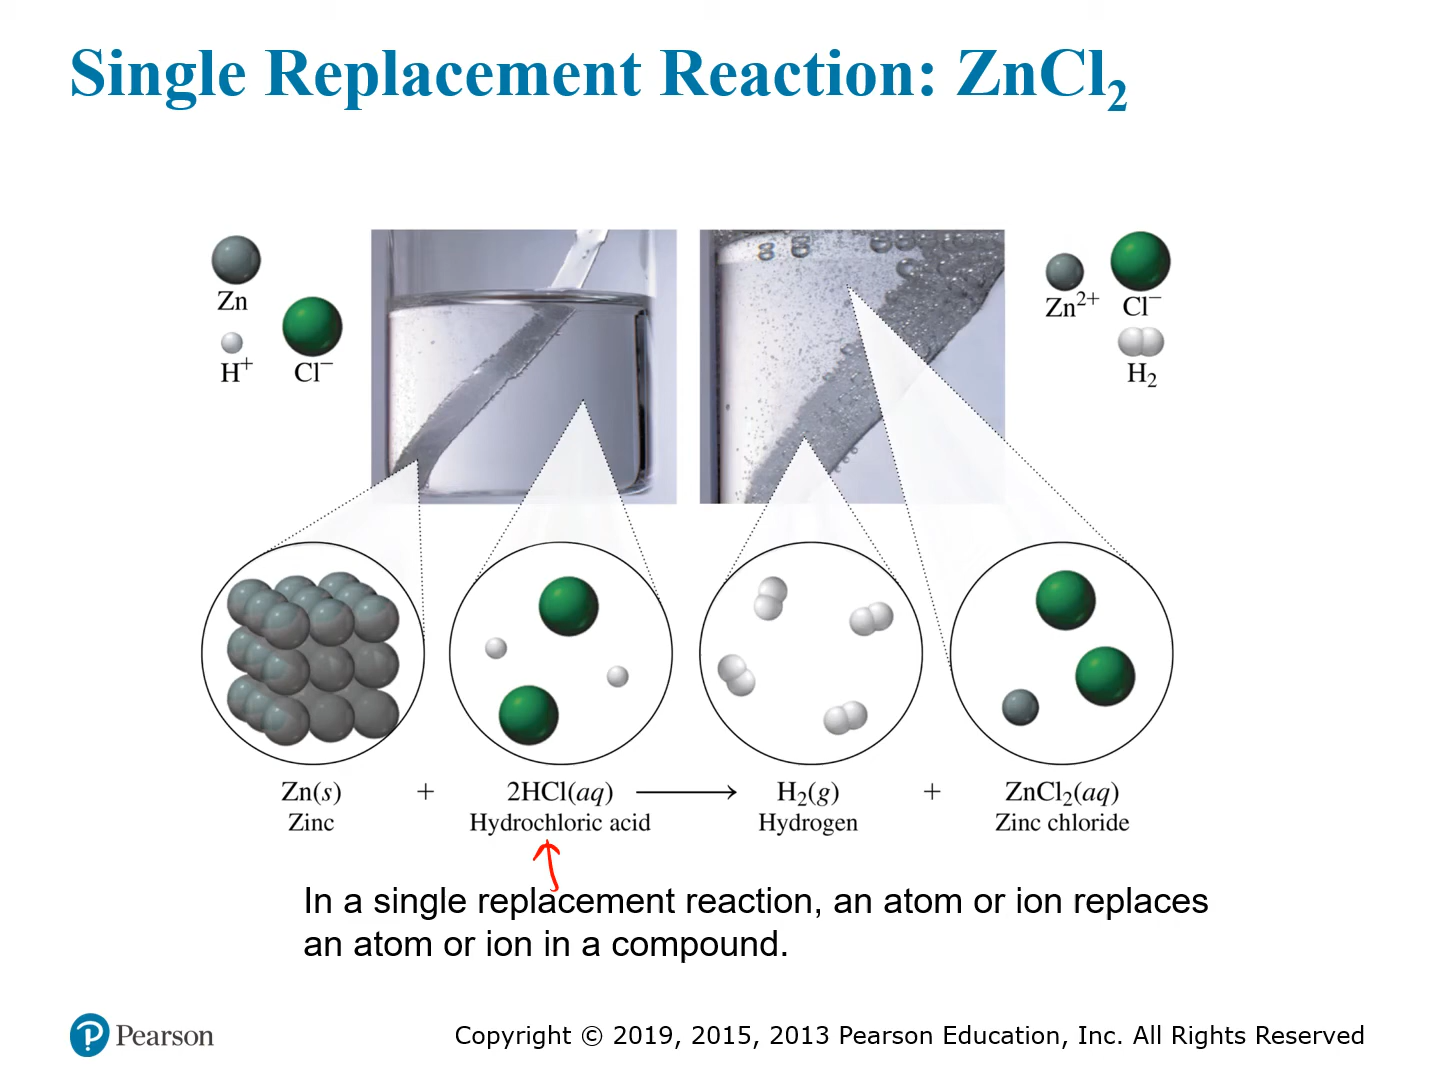 Single Replacement Reaction: ZnCl₂
Zn
H⁺ Cl⁻
Zn²⁺ Cl⁻
H₂
Zn(s) + 2HCl(aq) ⟶ H₂(g) + ZnCl₂(aq)
Zinc Hydrochloric acid Hydrogen Zinc chloride
In a single replacement reaction, an atom or ion replaces
an atom or ion in a compound.
P Pearson
Copyright © 2019, 2015, 2013 Pearson Education, Inc. All Rights Reserved